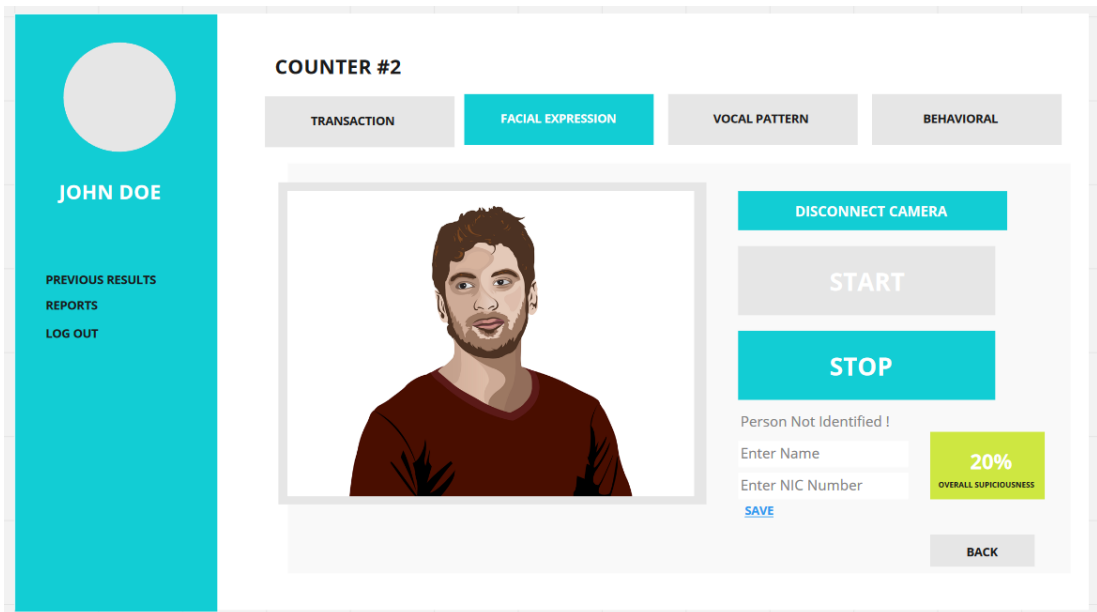 JOHN DOE
PREVIOUS RESULTS
REPORTS
LOG OUT
COUNTER #2
TRANSACTION
FACIAL EXPRESSION
VOCAL PATTERN
BEHAVIORAL
DISCONNECT CAMERA
START
STOP
Person Not Identified !
Enter Name
Enter NIC Number
SAVE
20%
OVERALL SUPICIOUSNESS
BACK